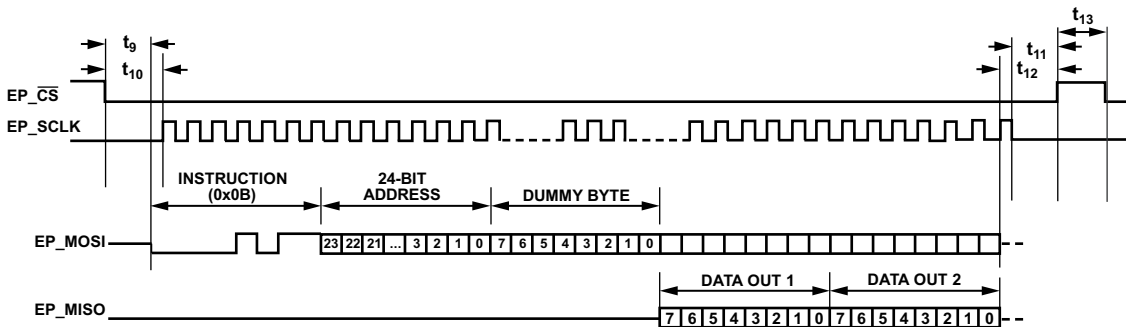 t13
t9
t11
t10
t12
EP_CS
EP_SCLK
INSTRUCTION
(0x0B)
24-BIT
ADDRESS
DUMMY BYTE
EP_MOSI
23 22 21 ... 3 2 1 0 7 6 5 4 3 2 1 0
DATA OUT 1
DATA OUT 2
EP_MISO
7 6 5 4 3 2 1 0 7 6 5 4 3 2 1 0